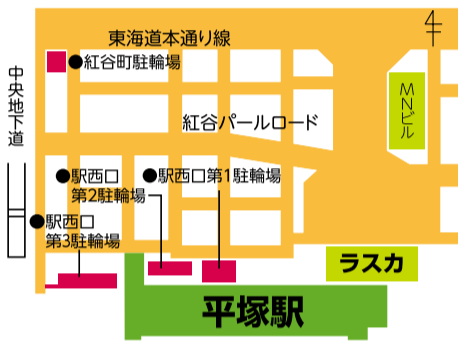 東海道本通り線
●紅谷町駐輪場
中央地下道
MNビル
紅谷パールロード
●駅西口
第2駐輪場
●駅西口第1駐輪場
●駅西口
第3駐輪場
ラスカ
平塚駅